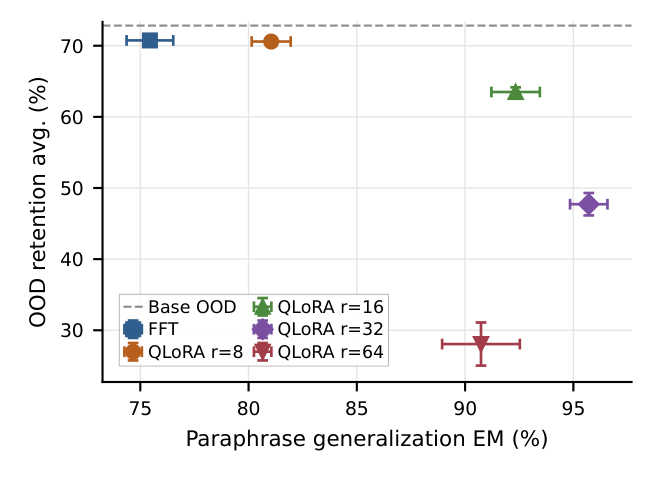 OOD retention avg. (%)
70
60
50
40
30
Base OOD
FFT
QLoRA r=8
QLoRA r=16
QLoRA r=32
QLoRA r=64
75 80 85 90 95
Paraphrase generalization EM (%)